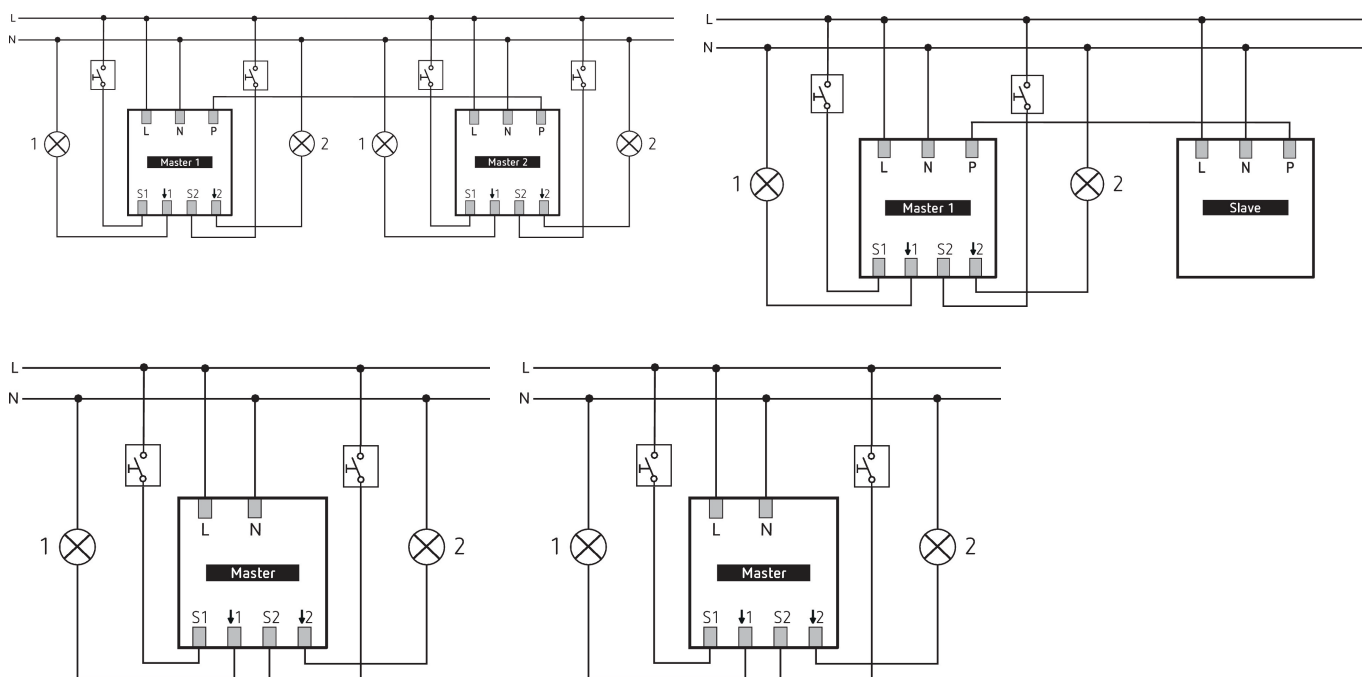 L
N
L N P
L N P
1 Master 1 2
1 Master 2 2
S1 ↓1 S2 ↓2
S1 ↓1 S2 ↓2
L
N
L N P
L N P
1 Master 1 2
Slave
S1 ↓1 S2 ↓2
L
N
L N
1 2
Master
S1 ↓1 S2 ↓2
L
N
L N
1 2
Master
S1 ↓1 S2 ↓2